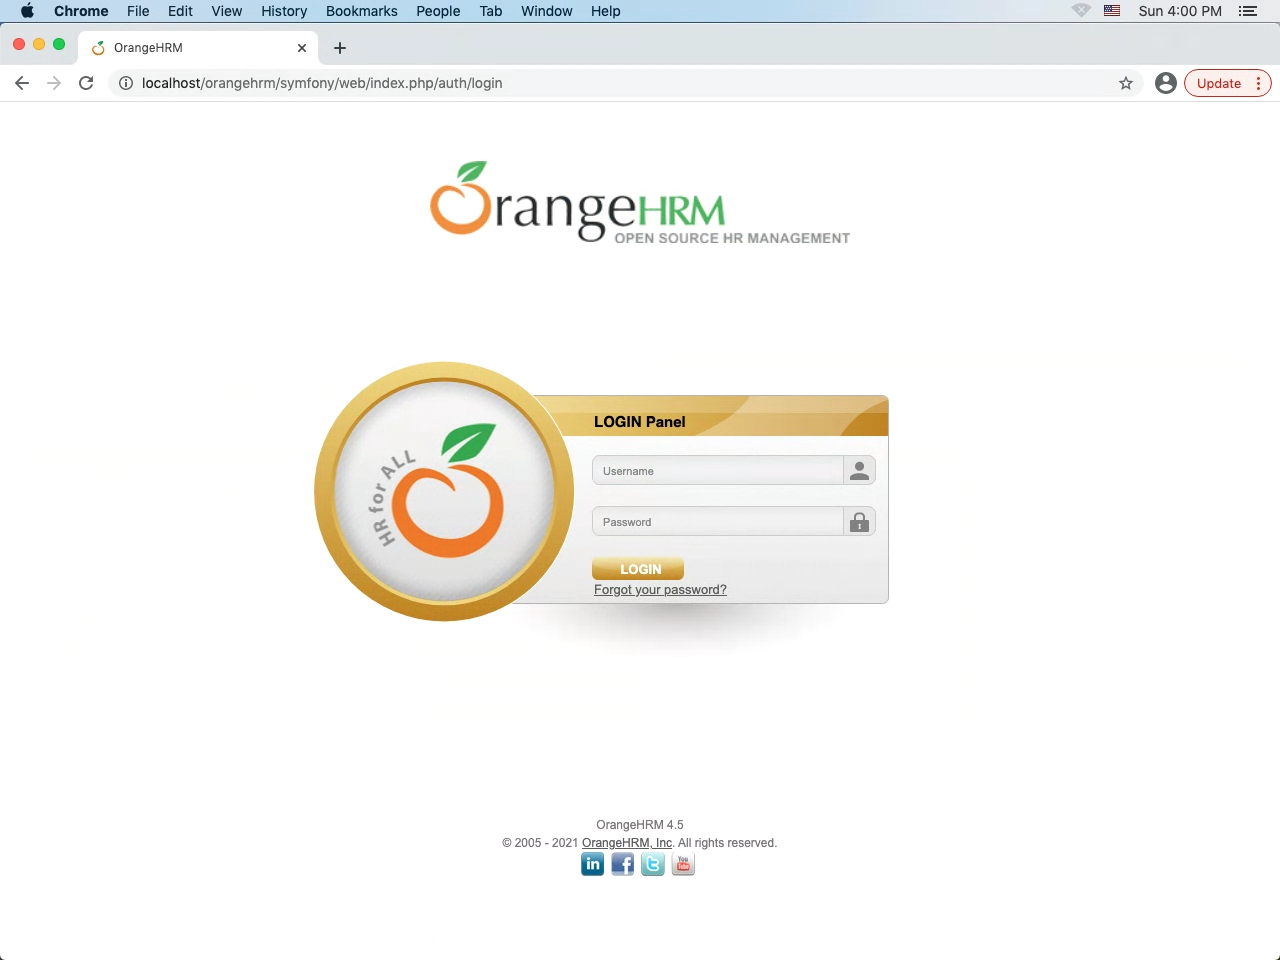 Chrome File Edit View History Bookmarks People Tab Window Help Sun 4:00 PM
OrangeHRM
localhost/orangehrm/symfony/web/index.php/auth/login Update
OrangeHRM
OPEN SOURCE HR MANAGEMENT
HR for ALL
LOGIN Panel
Username
Password
LOGIN
Forgot your password?
OrangeHRM 4.5
© 2005 - 2021 OrangeHRM, Inc. All rights reserved.
in f t You Tube